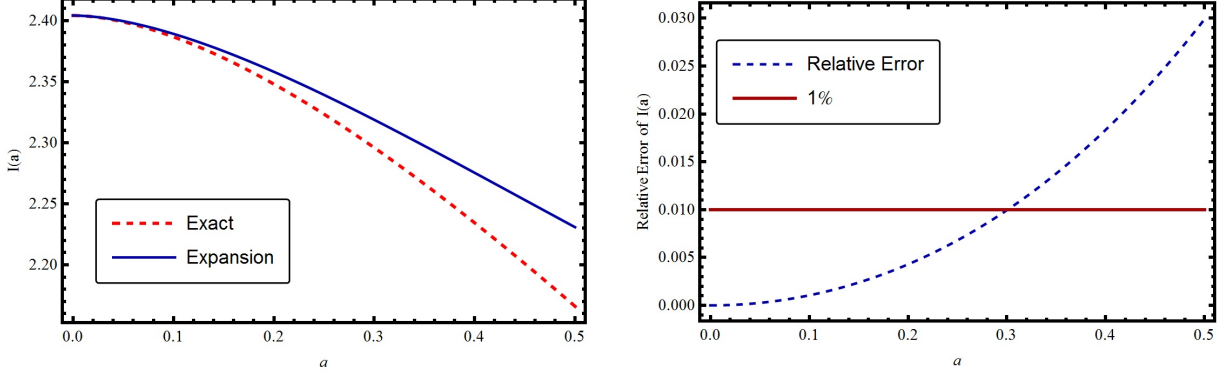 2.40
2.35
2.30
2.25
2.20
I(a)
Exact
Expansion
0.0 0.1 0.2 0.3 0.4 0.5
a
0.030
0.025
0.020
0.015
0.010
0.005
0.000
Relative Error of I(a)
Relative Error
1%
0.0 0.1 0.2 0.3 0.4 0.5
a